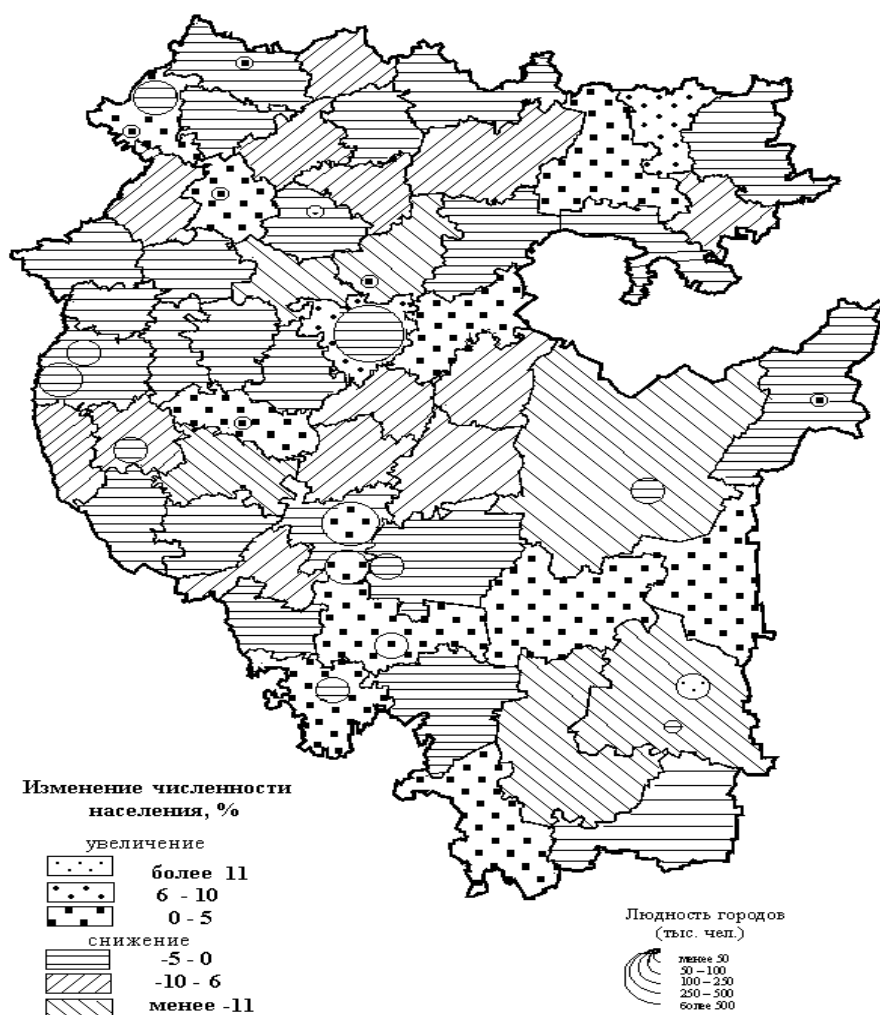 Изменение численности
населения, %
увеличение
более 11
6 - 10
0 - 5
снижение
-5 - 0
-10 - 6
менее -11
Людность городов
(тыс. чел.)
менее 50
50 – 100
100 – 250
250 – 500
более 500